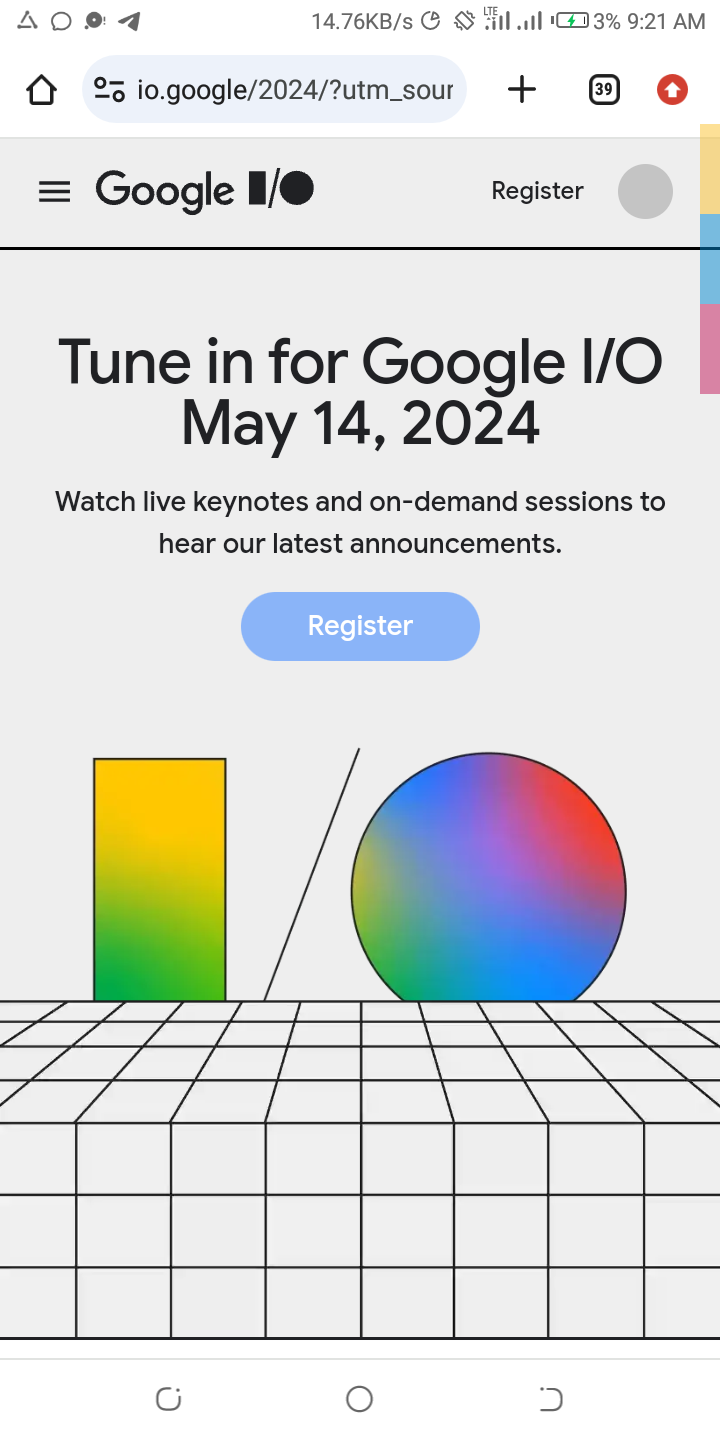 14.76KB/s LTE 3% 9:21 AM
io.google/2024/?utm_sour 39
Google I/O Register
Tune in for Google I/O
May 14, 2024
Watch live keynotes and on-demand sessions to
hear our latest announcements.
Register